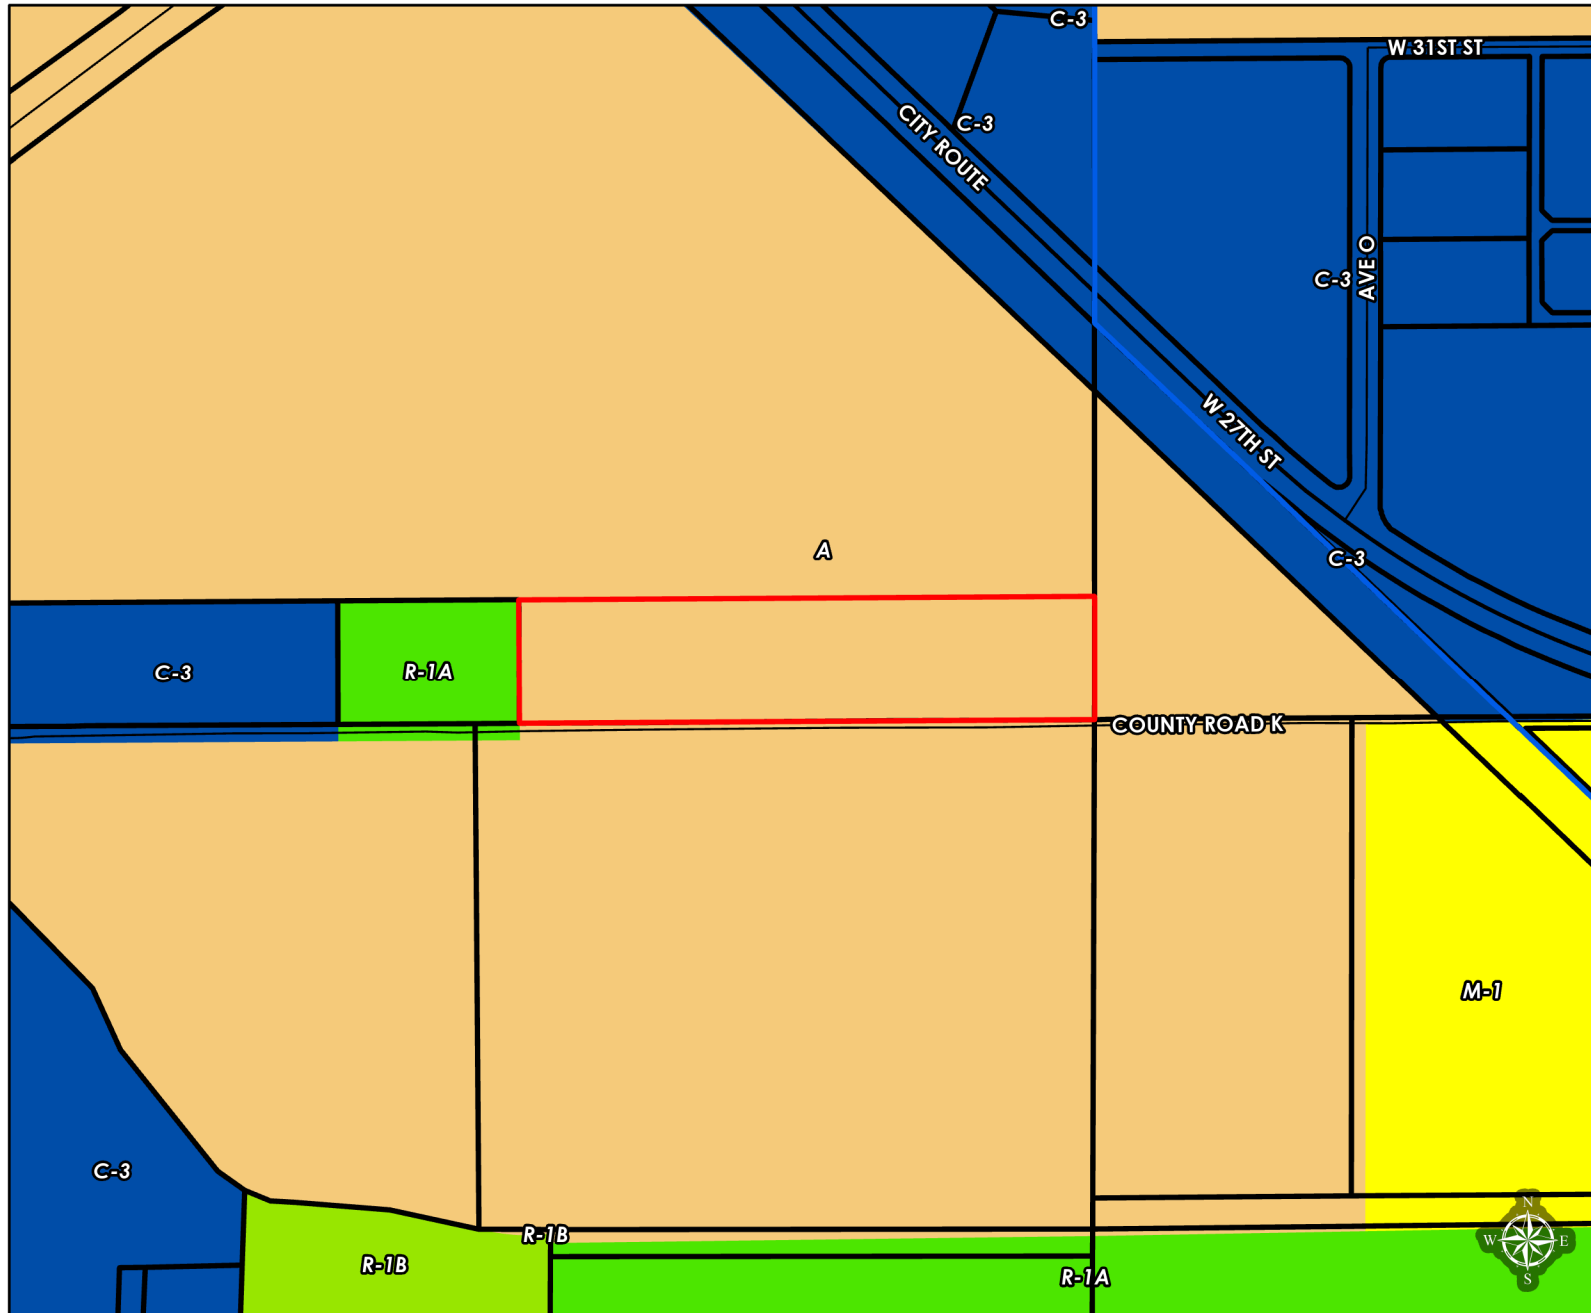 C-3
W 31ST ST
C-3
CITY ROUTE
C-3
AVE O
W 27TH ST
A
C-3
C-3
R-1A
COUNTY ROAD K
M-1
C-3
R-1B
R-1B
R-1A
N
W
E
S